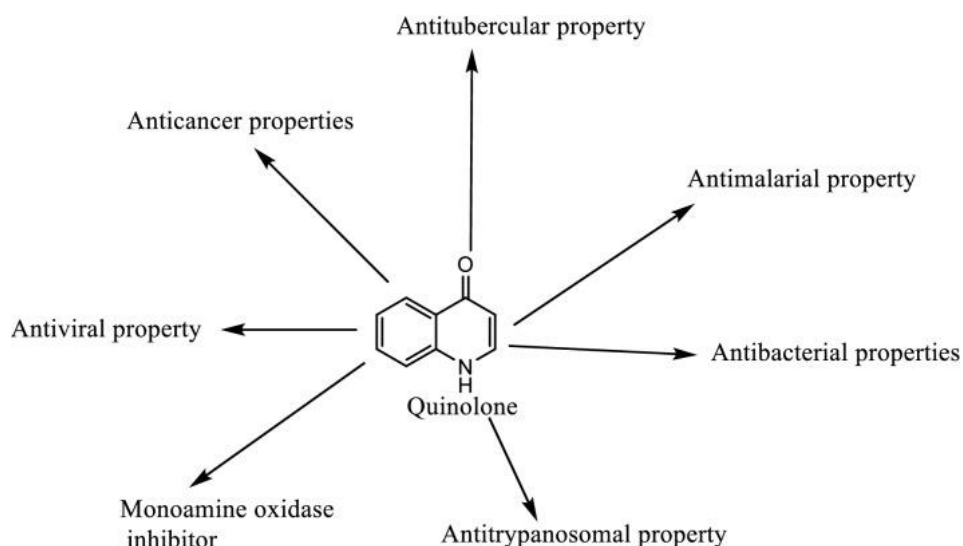 Antitubercular property
Anticancer properties
Antimalarial property
O
Antiviral property
Antibacterial properties
N
H
Quinolone
Monoamine oxidase
inhibitor
Antitrypanosomal property